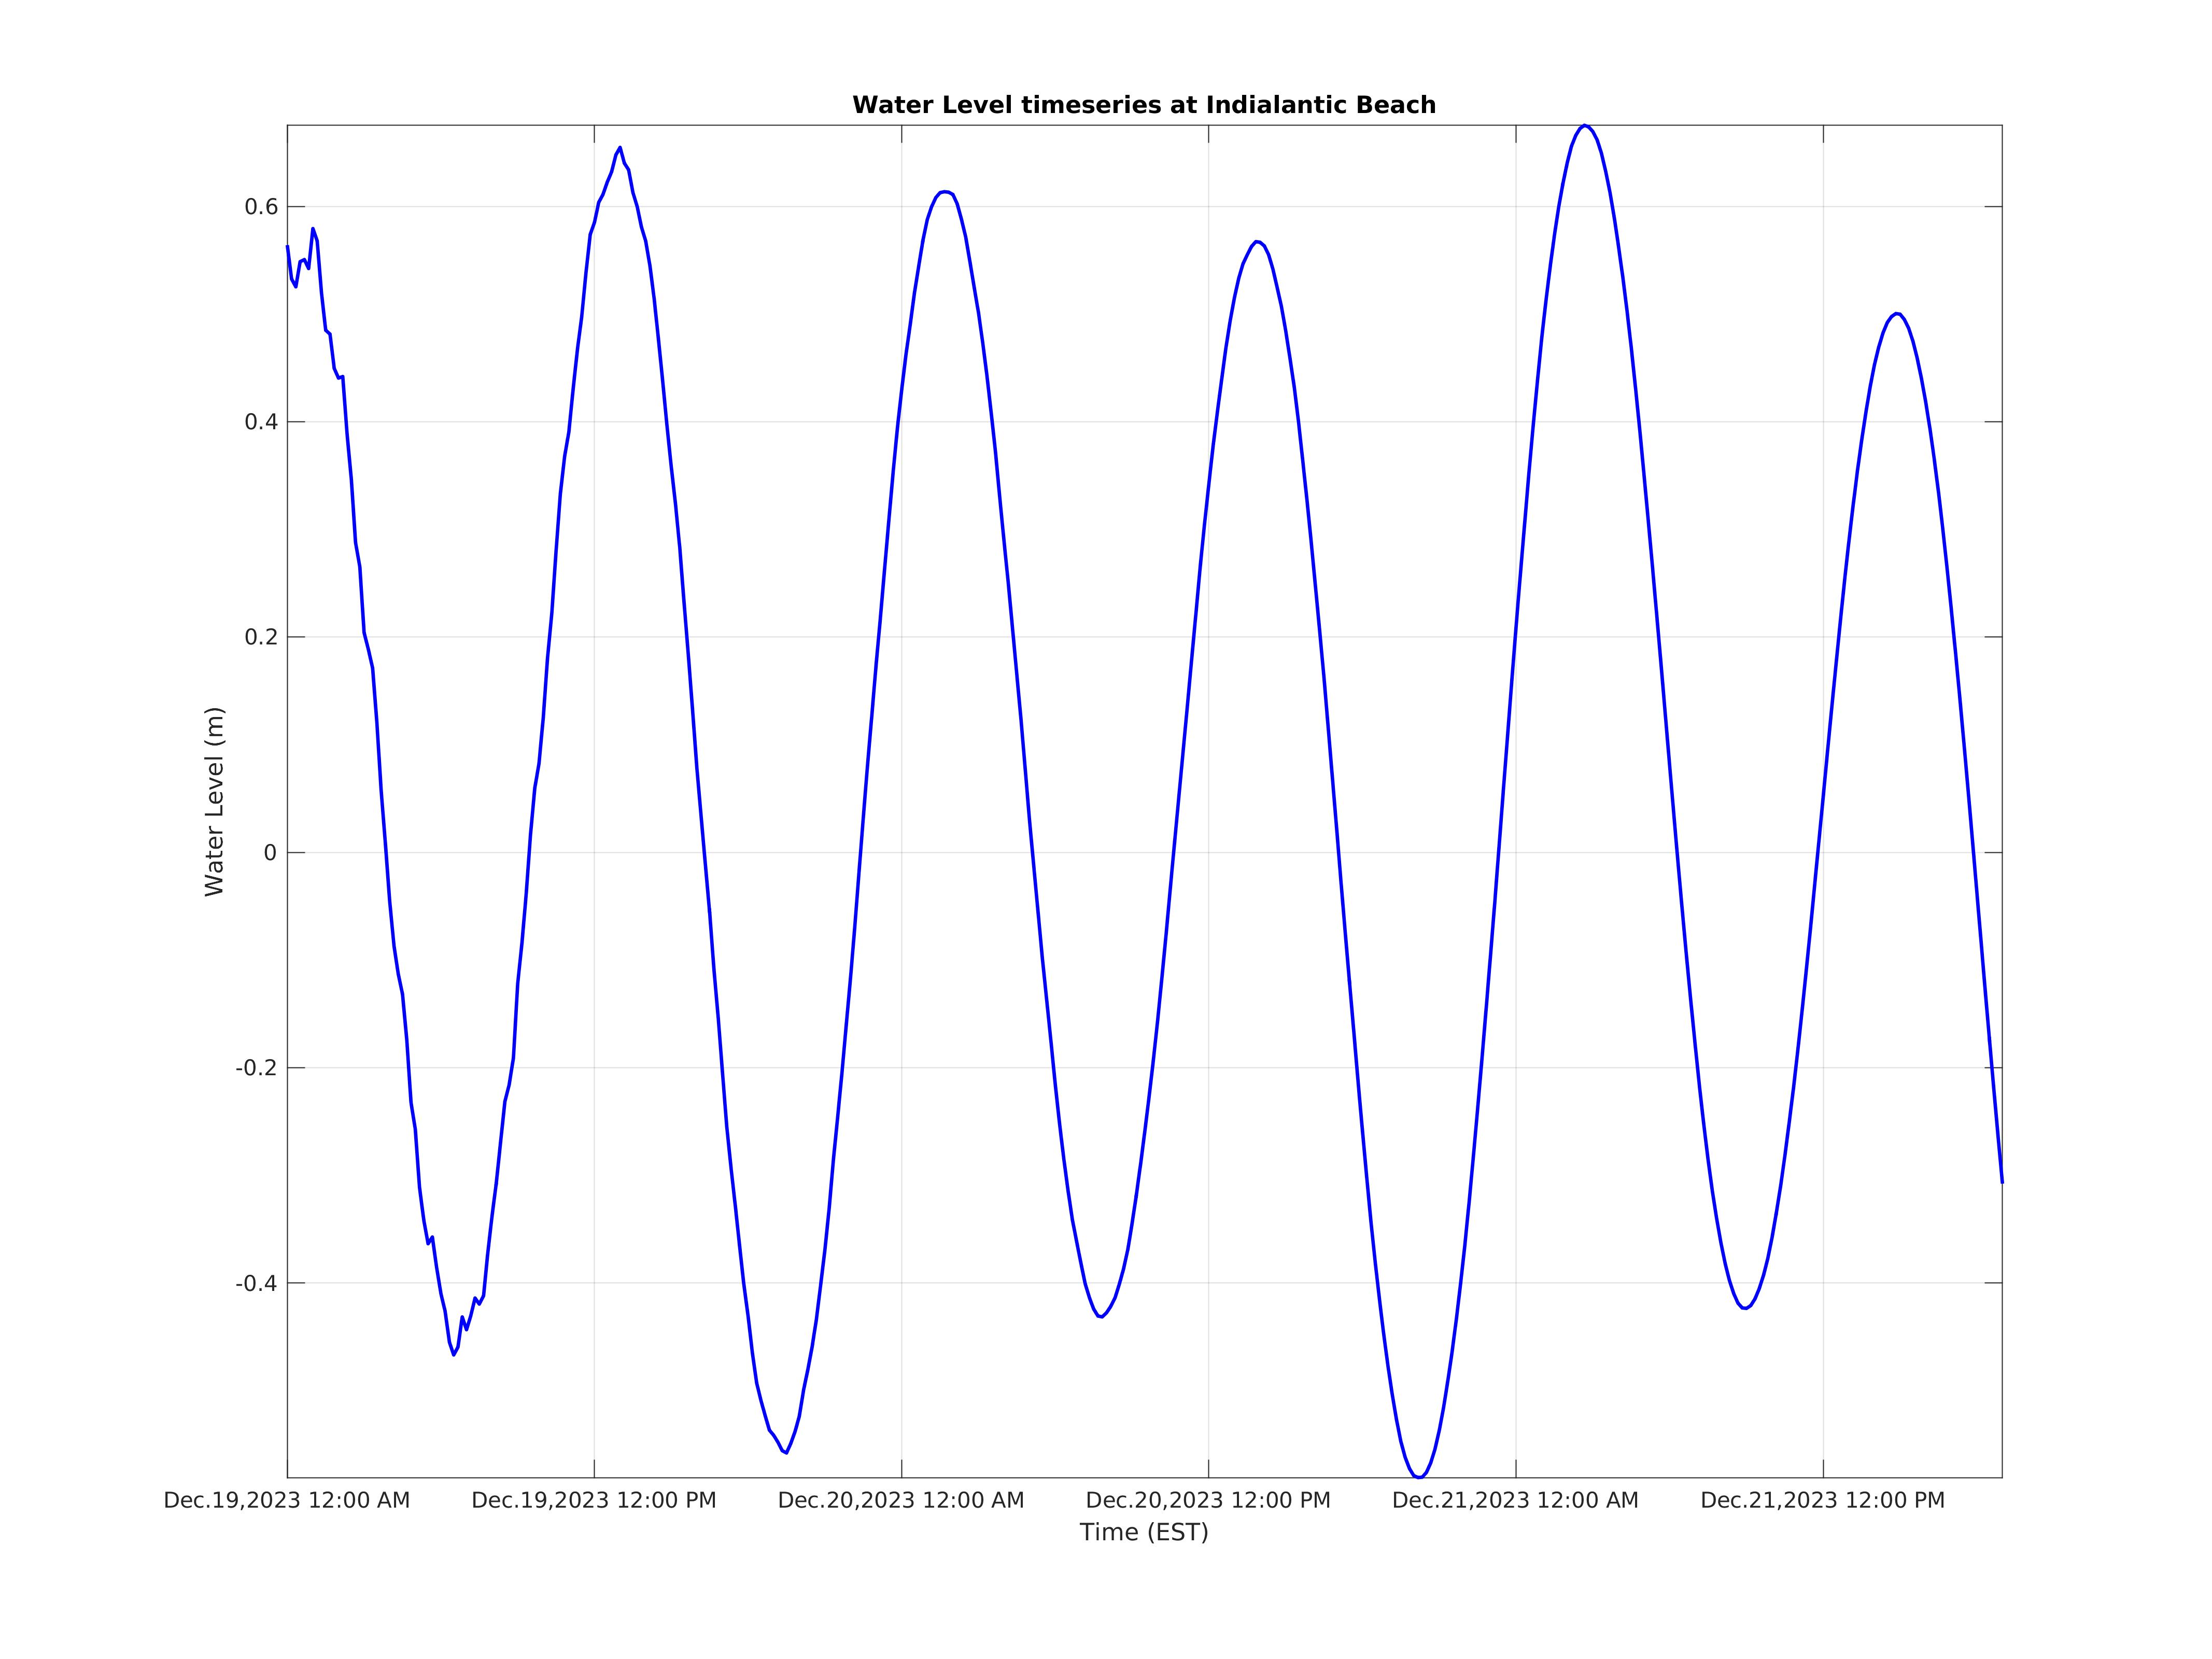 Water Level timeseries at Indialantic Beach
0.6
0.4
0.2
0
-0.2
-0.4
Water Level (m)
Dec.19,2023 12:00 AM
Dec.19,2023 12:00 PM
Dec.20,2023 12:00 AM
Dec.20,2023 12:00 PM
Dec.21,2023 12:00 AM
Dec.21,2023 12:00 PM
Time (EST)